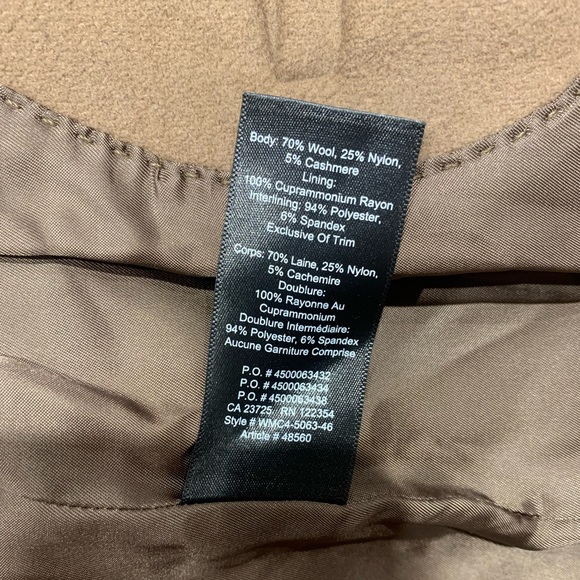 Body: 70% Wool, 25% Nylon,
5% Cashmere
Lining:
100% Cuprammonium Rayon
Interlining: 94% Polyester,
6% Spandex
Exclusive Of Trim
Corps: 70% Laine, 25% Nylon,
5% Cachemire
Doublure:
100% Rayonne Au
Cuprammonium
Doublure Intermédiaire:
94% Polyester, 6% Spandex
Aucune Garniture Comprise
P.O. # 4500063432
P.O. # 4500063434
P.O. # 4500063438
CA 23725 RN 122354
Style # WMC4-5063-46
Article # 48560